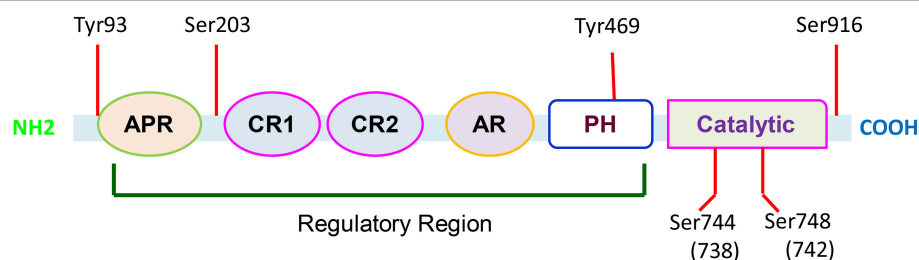 Tyr93
Ser203
Tyr469
Ser916
NH2
APR
CR1
CR2
AR
PH
Catalytic
COOH
Regulatory Region
Ser744
(738)
Ser748
(742)